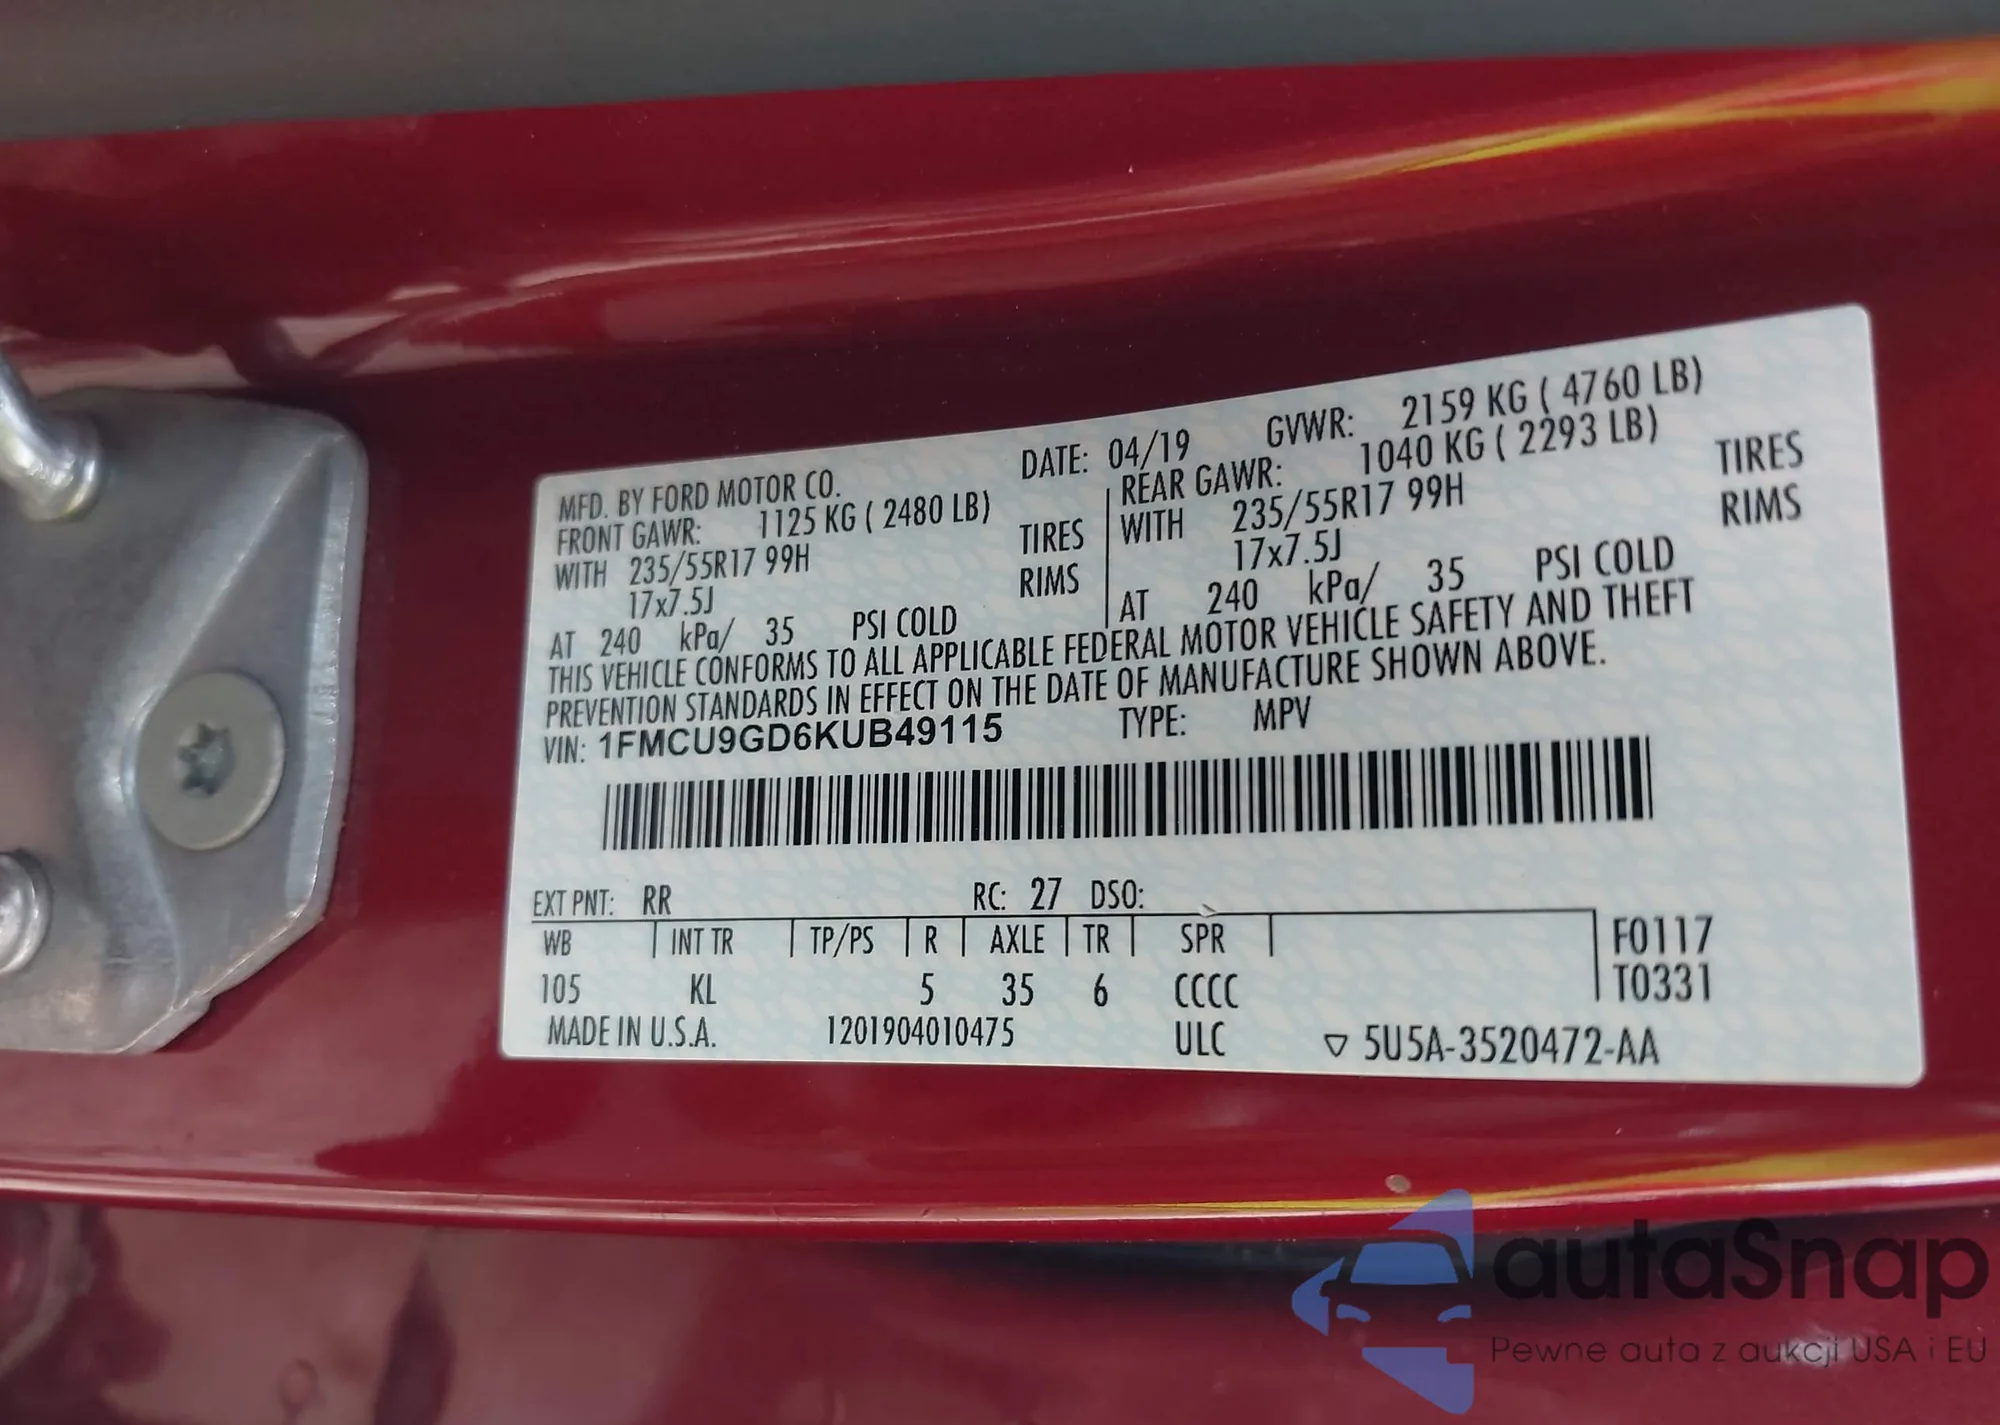 MFD. BY FORD MOTOR CO. DATE: 04/19 GVWR: 2159 KG ( 4760 LB)
FRONT GAWR: 1125 KG ( 2480 LB) REAR GAWR: 1040 KG ( 2293 LB)
WITH 235/55R17 99H TIRES WITH 235/55R17 99H TIRES
17x7.5J RIMS 17x7.5J RIMS
AT 240 kPa/ 35 PSI COLD AT 240 kPa/ 35 PSI COLD
THIS VEHICLE CONFORMS TO ALL APPLICABLE FEDERAL MOTOR VEHICLE SAFETY AND THEFT
PREVENTION STANDARDS IN EFFECT ON THE DATE OF MANUFACTURE SHOWN ABOVE.
VIN: 1FMCU9GD6KUB49115 TYPE: MPV
EXT PNT: RR RC: 27 DSO:
WB INT TR TP/PS R AXLE TR SPR F0117
105 KL 5 35 6 CCCC T0331
MADE IN U.S.A. 1201904010475 ULC ▽ 5U5A-3520472-AA
autaSnap
Pewne auta z aukcji USA i EU